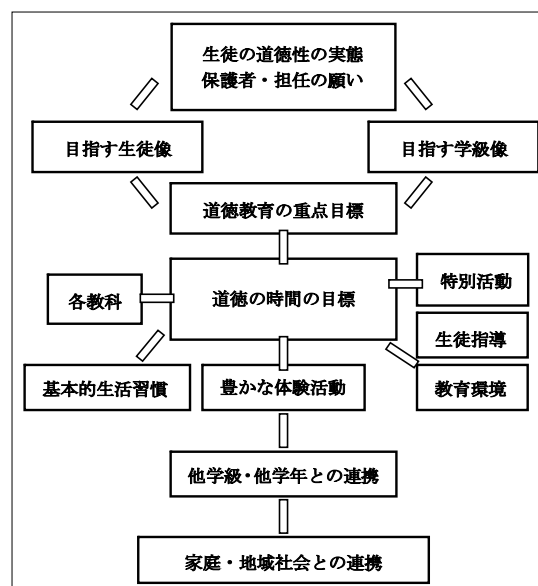 生徒の道徳性の実態
保護者・担任の願い
目指す生徒像
目指す学級像
道徳教育の重点目標
各教科
道徳の時間の目標
特別活動
生徒指導
基本的生活習慣
豊かな体験活動
教育環境
他学級・他学年との連携
家庭・地域社会との連携